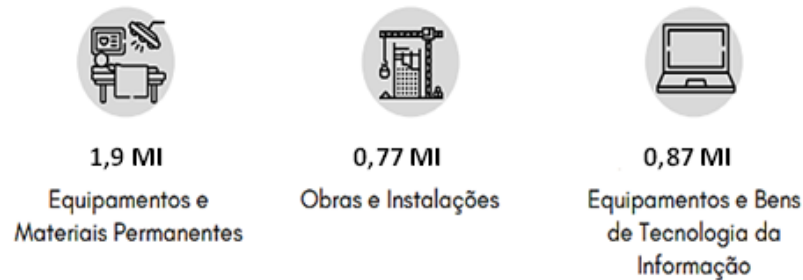 1,9 MI
Equipamentos e
Materiais Permanentes
0,77 MI
Obras e Instalações
0,87 MI
Equipamentos e Bens
de Tecnologia da
Informação